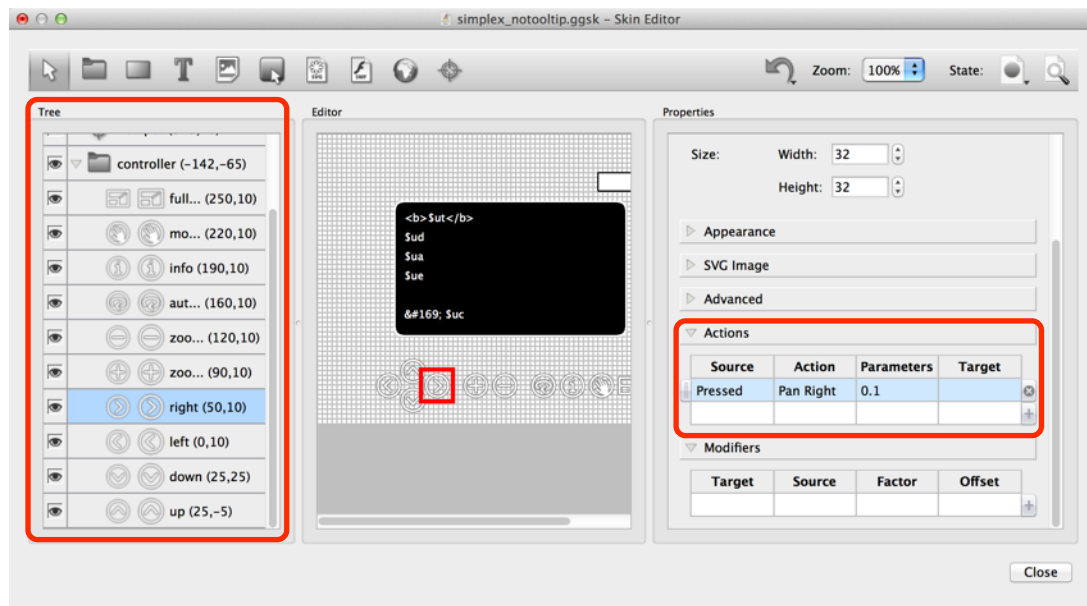 simplex_notooltip.ggsk – Skin Editor
T
SVG
SWF
Zoom: 100%
State:
Tree
Editor
Properties
controller (-142,-65)
full... (250,10)
mo... (220,10)
info (190,10)
aut... (160,10)
zoo... (120,10)
zoo... (90,10)
right (50,10)
left (0,10)
down (25,25)
up (25,-5)
<b>$ut</b>
$ud
$ua
$ue
&#169; $uc
Size: Width: 32
Height: 32
Appearance
SVG Image
Advanced
Actions
Source Action Parameters Target
Pressed Pan Right 0.1
Modifiers
Target Source Factor Offset
Close